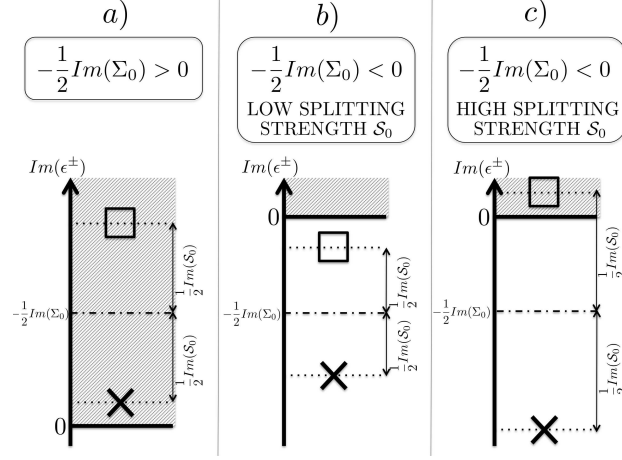 a)
−1/2 Im(Σ₀) > 0
Im(ϵ±)
1/2 Im(S₀)
−1/2 Im(Σ₀)
1/2 Im(S₀)
0
b)
−1/2 Im(Σ₀) < 0
LOW SPLITTING
STRENGTH S₀
Im(ϵ±)
0
1/2 Im(S₀)
−1/2 Im(Σ₀)
1/2 Im(S₀)
c)
−1/2 Im(Σ₀) < 0
HIGH SPLITTING
STRENGTH S₀
Im(ϵ±)
0
1/2 Im(S₀)
−1/2 Im(Σ₀)
1/2 Im(S₀)